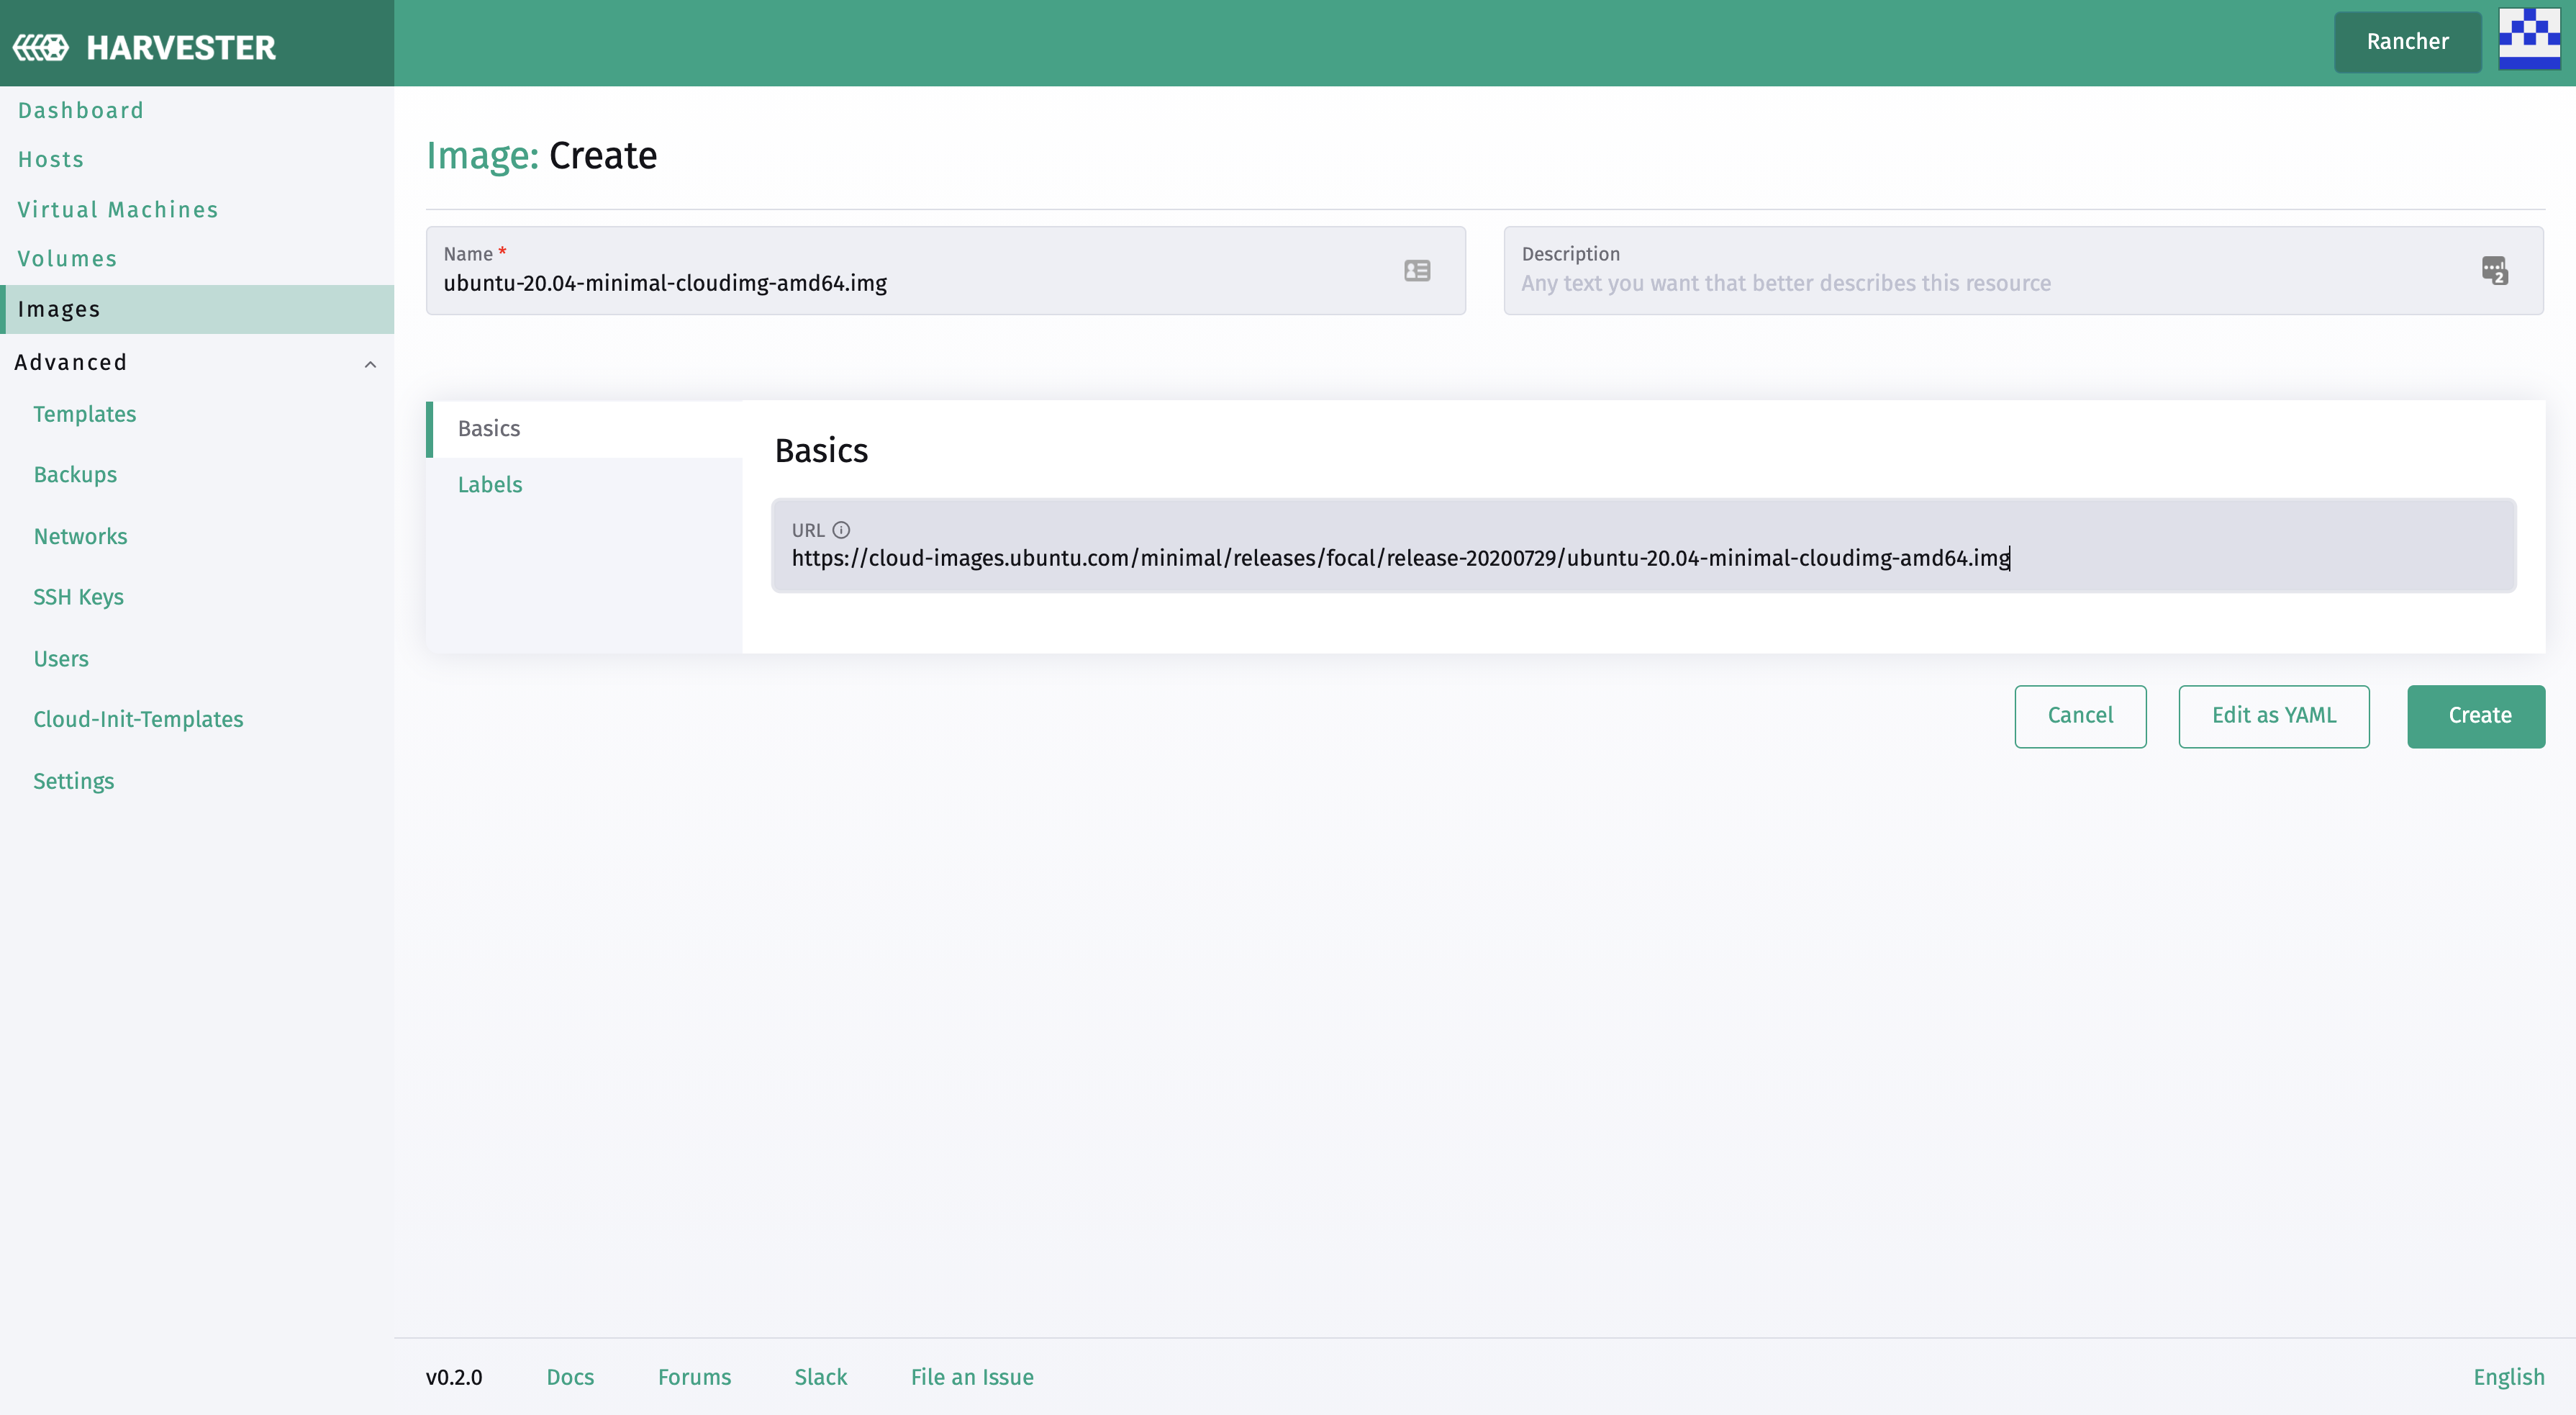 HARVESTER
Rancher
Dashboard
Hosts
Virtual Machines
Volumes
Images
Advanced
Templates
Backups
Networks
SSH Keys
Users
Cloud-Init-Templates
Settings
Image: Create
Name *
ubuntu-20.04-minimal-cloudimg-amd64.img
Description
Any text you want that better describes this resource
2
Basics
Labels
Basics
URL
https://cloud-images.ubuntu.com/minimal/releases/focal/release-20200729/ubuntu-20.04-minimal-cloudimg-amd64.img
Cancel
Edit as YAML
Create
v0.2.0
Docs
Forums
Slack
File an Issue
English